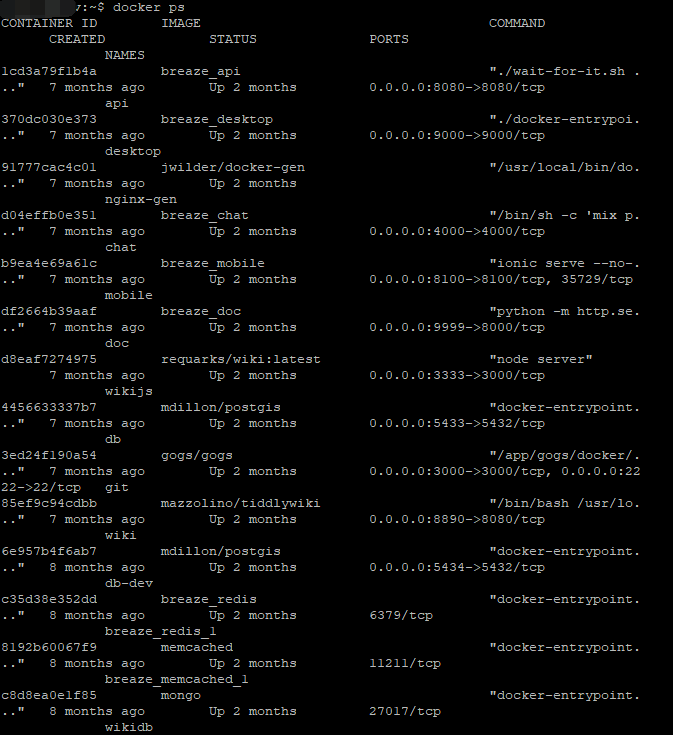 :~$ docker ps
CONTAINER ID IMAGE COMMAND
CREATED STATUS PORTS
NAMES
1cd3a79f1b4a breaze_api "./wait-for-it.sh .
.." 7 months ago Up 2 months 0.0.0.0:8080->8080/tcp
api
370dc030e373 breaze_desktop "./docker-entrypoi.
.." 7 months ago Up 2 months 0.0.0.0:9000->9000/tcp
desktop
91777cac4c01 jwilder/docker-gen "/usr/local/bin/do.
.." 7 months ago Up 2 months
nginx-gen
d04effb0e351 breaze_chat "/bin/sh -c 'mix p.
.." 7 months ago Up 2 months 0.0.0.0:4000->4000/tcp
chat
b9ea4e69a61c breaze_mobile "ionic serve --no-.
.." 7 months ago Up 2 months 0.0.0.0:8100->8100/tcp, 35729/tcp
mobile
df2664b39aaf breaze_doc "python -m http.se.
.." 7 months ago Up 2 months 0.0.0.0:9999->8000/tcp
doc
d8eaf7274975 requarks/wiki:latest "node server"
7 months ago Up 2 months 0.0.0.0:3333->3000/tcp
wikijs
4456633337b7 mdillon/postgis "docker-entrypoint.
.." 7 months ago Up 2 months 0.0.0.0:5433->5432/tcp
db
3ed24f190a54 gogs/gogs "/app/gogs/docker/.
.." 7 months ago Up 2 months 0.0.0.0:3000->3000/tcp, 0.0.0.0:22
22->22/tcp git
85ef9c94cdbb mazzolino/tiddlywiki "/bin/bash /usr/lo.
.." 7 months ago Up 2 months 0.0.0.0:8890->8080/tcp
wiki
6e957b4f6ab7 mdillon/postgis "docker-entrypoint.
.." 8 months ago Up 2 months 0.0.0.0:5434->5432/tcp
db-dev
c35d38e352dd breaze_redis "docker-entrypoint.
.." 8 months ago Up 2 months 6379/tcp
breaze_redis_1
8192b60067f9 memcached "docker-entrypoint.
.." 8 months ago Up 2 months 11211/tcp
breaze_memcached_1
c8d8ea0e1f85 mongo "docker-entrypoint.
.." 8 months ago Up 2 months 27017/tcp
wikidb